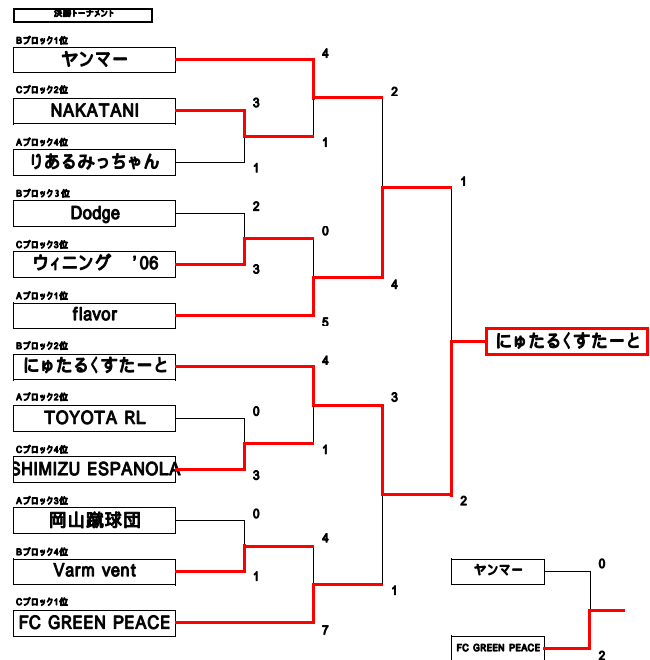 決勝トーナメント
Bブロック1位
ヤンマー
4
2
Cブロック2位
NAKATANI
3
1
Aブロック4位
りあるみっちゃん
1
1
Bブロック3位
Dodge
2
0
Cブロック3位
ウィニング '06
3
4
Aブロック1位
flavor
5
にゅたるくすたーと
Bブロック2位
にゅたるくすたーと
4
3
Aブロック2位
TOYOTA RL
0
1
Cブロック4位
SHIMIZU ESPANOLA
3
2
Aブロック3位
岡山蹴球団
0
4
Bブロック4位
Varm vent
1
1
Cブロック1位
FC GREEN PEACE
7
ヤンマー
0
FC GREEN PEACE
2